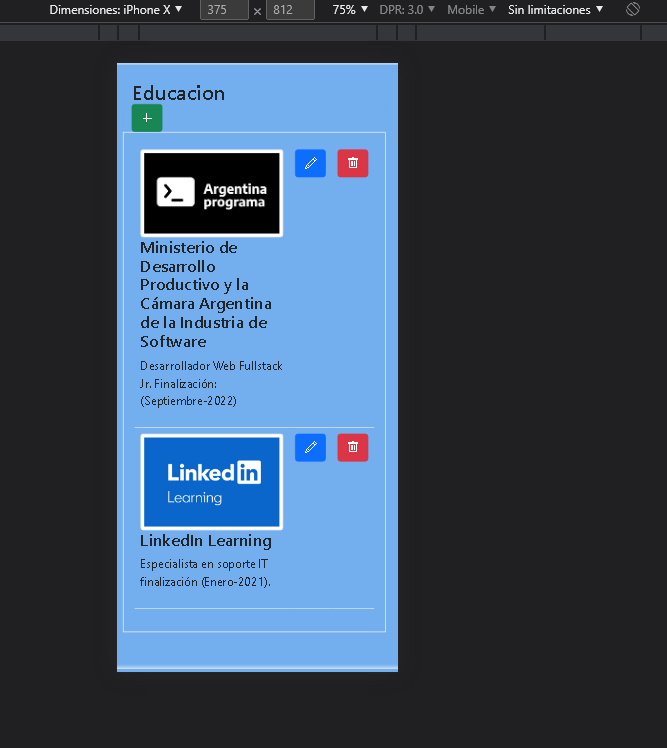 Dimensiones: iPhone X ▼ 375 × 812 75% ▼ DPR: 3.0 ▼ Mobile ▼ Sin limitaciones ▼
Educacion
+
>_ Argentina
programa
Ministerio de
Desarrollo
Productivo y la
Cámara Argentina
de la Industria de
Software
Desarrollador Web Fullstack
Jr. Finalización:
(Septiembre-2022)
Linked in
Learning
LinkedIn Learning
Especialista en soporte IT
finalización (Enero-2021).